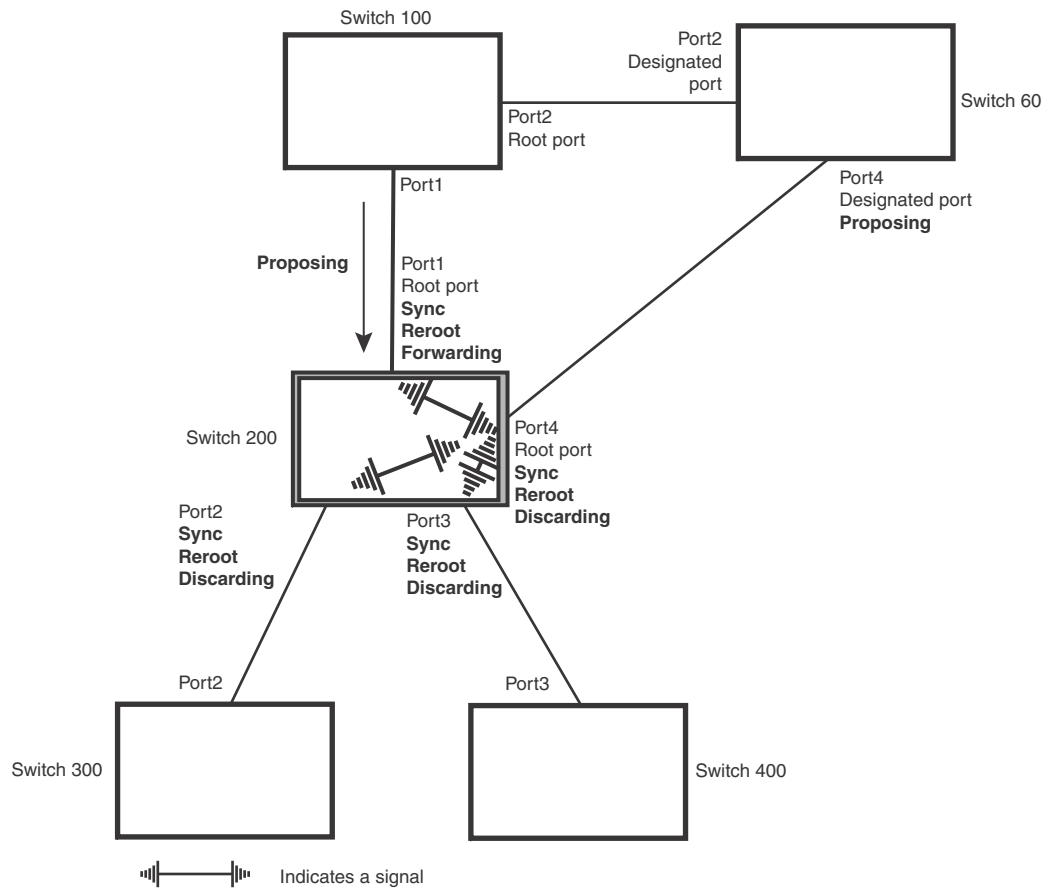 Switch 100
Port2
Designated
port
Switch 60
Port2
Root port
Port1
Port4
Designated port
Proposing
Proposing
Port1
Root port
Sync
Reroot
Forwarding
Switch 200
Port4
Root port
Sync
Reroot
Discarding
Port2
Sync
Reroot
Discarding
Port3
Sync
Reroot
Discarding
Port2
Port3
Switch 300
Switch 400
Indicates a signal